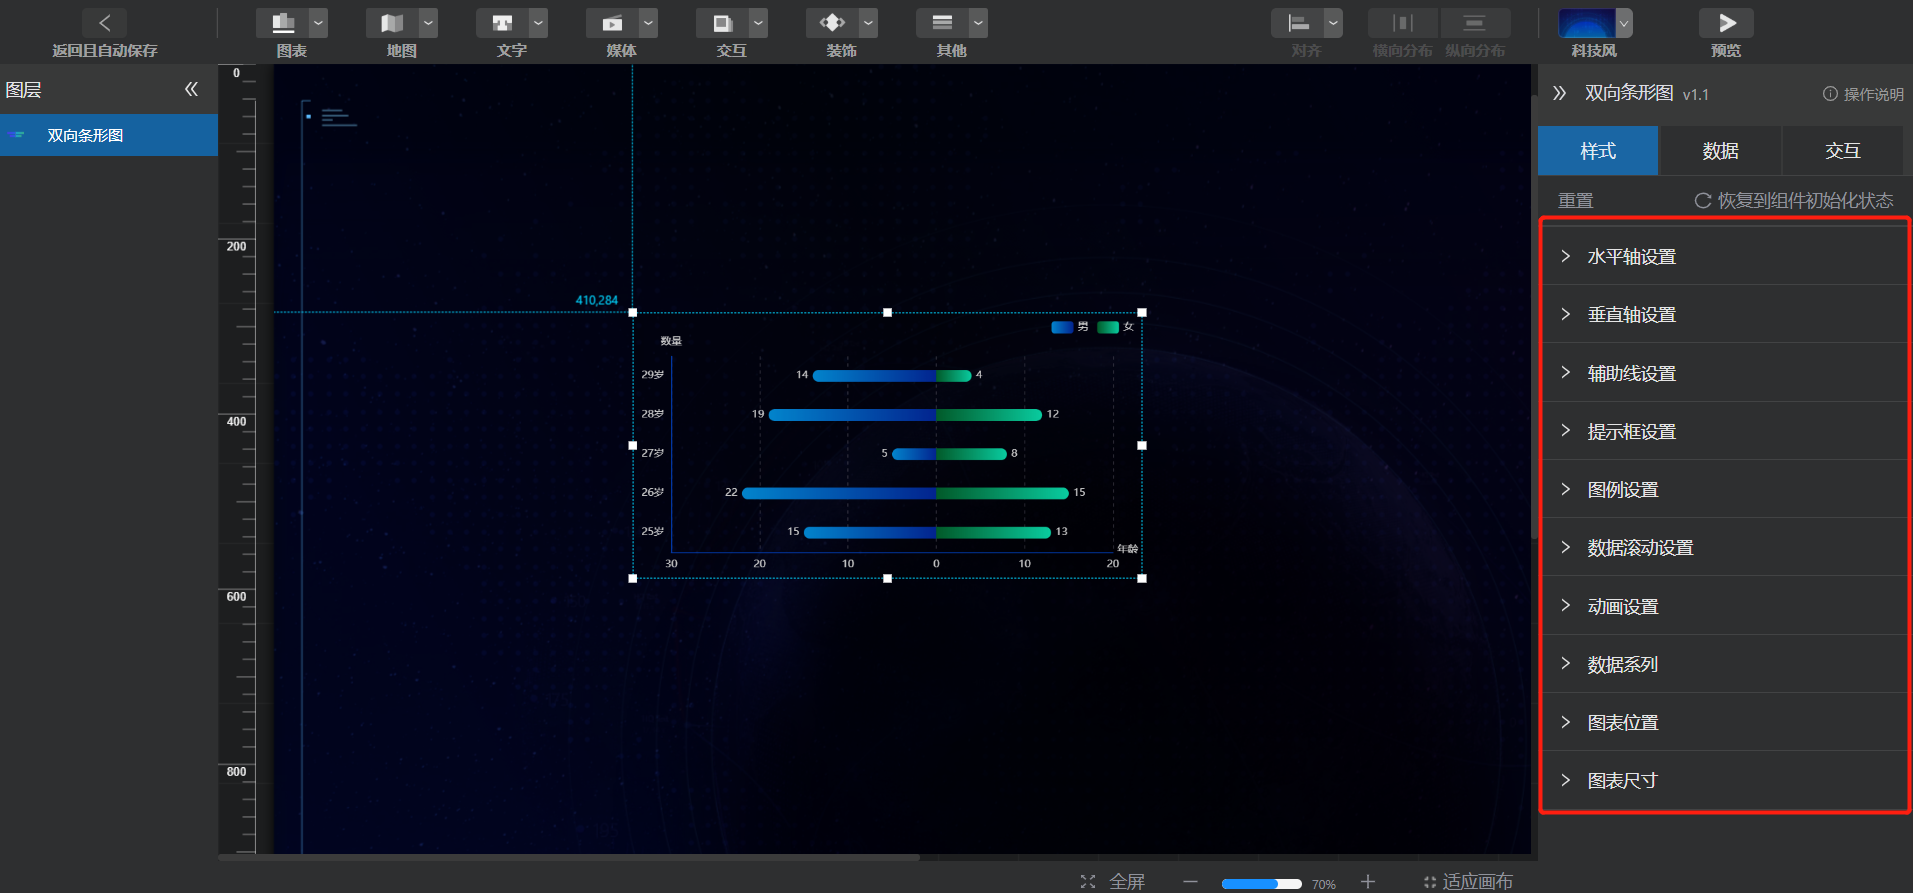 返回且自动保存
图表
地图
文字
媒体
交互
装饰
其他
对齐
横向分布
纵向分布
科技风
预览
图层
双向条形图
0
200
400
600
800
410,284
男
女
数量
29岁
14
4
28岁
19
12
27岁
5
8
26岁
22
15
25岁
15
13
年龄
30
20
10
0
10
20
双向条形图 v1.1
操作说明
样式
数据
交互
重置
恢复到组件初始化状态
水平轴设置
垂直轴设置
辅助线设置
提示框设置
图例设置
数据滚动设置
动画设置
数据系列
图表位置
图表尺寸
全屏
70%
适应画布